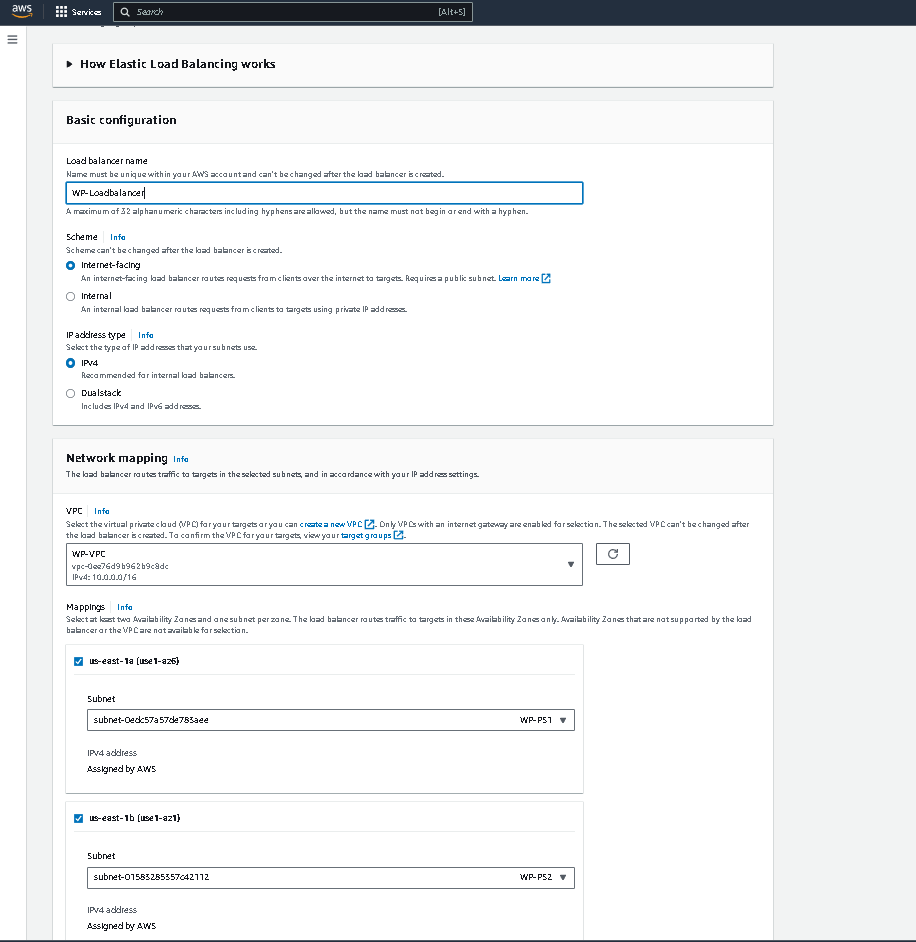 aws
Services
Search
[Alt+S]
How Elastic Load Balancing works
Basic configuration
Load balancer name
Name must be unique within your AWS account and can't be changed after the load balancer is created.
WP-Loadbalancer
A maximum of 32 alphanumeric characters including hyphens are allowed, but the name must not begin or end with a hyphen.
Scheme Info
Scheme can't be changed after the load balancer is created.
Internet-facing
An internet-facing load balancer routes requests from clients over the internet to targets. Requires a public subnet. Learn more
Internal
An internal load balancer routes requests from clients to targets using private IP addresses.
IP address type Info
Select the type of IP addresses that your subnets use.
IPv4
Recommended for internal load balancers.
Dualstack
Includes IPv4 and IPv6 addresses.
Network mapping Info
The load balancer routes traffic to targets in the selected subnets, and in accordance with your IP address settings.
VPC Info
Select the virtual private cloud (VPC) for your targets or you can create a new VPC. Only VPCs with an internet gateway are enabled for selection. The selected VPC can't be changed after
the load balancer is created. To confirm the VPC for your targets, view your target groups.
WP-VPC
vpc-0ee76d9b962b9c8dc
IPv4: 10.0.0.0/16
Mappings Info
Select at least two Availability Zones and one subnet per zone. The load balancer routes traffic to targets in these Availability Zones only. Availability Zones that are not supported by the load
balancer or the VPC are not available for selection.
us-east-1a (use1-az6)
Subnet
subnet-0edc57a57de783aee WP-PS1
IPv4 address
Assigned by AWS
us-east-1b (use1-az1)
Subnet
subnet-01583285357c42112 WP-PS2
IPv4 address
Assigned by AWS